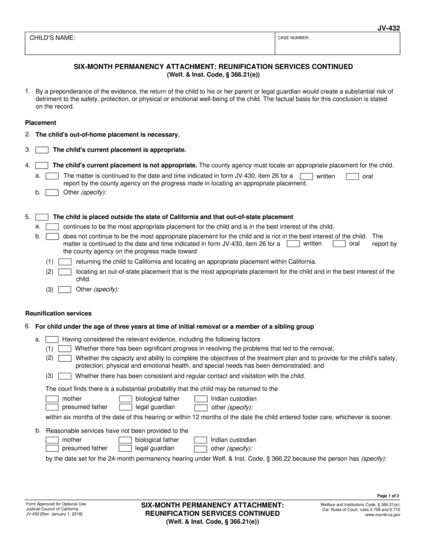 JV-432
CHILD'S NAME:
CASE NUMBER:
SIX-MONTH PERMANENCY ATTACHMENT: REUNIFICATION SERVICES CONTINUED
(Welf. & Inst. Code, § 366.21(e))
1. By a preponderance of the evidence, the return of the child to his or her parent or legal guardian would create a substantial risk of
detriment to the safety, protection, or physical or emotional well-being of the child. The factual basis for this conclusion is stated
on the record.
Placement
2. The child's out-of-home placement is necessary.
3. The child's current placement is appropriate.
4. The child's current placement is not appropriate. The county agency must locate an appropriate placement for the child.
a. The matter is continued to the date and time indicated in form JV-430, item 26 for a written oral
report by the county agency on the progress made in locating an appropriate placement.
b. Other (specify):
5. The child is placed outside the state of California and that out-of-state placement
a. continues to be the most appropriate placement for the child and is in the best interest of the child.
b. does not continue to be the most appropriate placement for the child and is not in the best interest of the child. The
matter is continued to the date and time indicated in form JV-430, item 26 for a written oral report by
the county agency on the progress made toward
(1) returning the child to California and locating an appropriate placement within California.
(2) locating an out-of-state placement that is the most appropriate placement for the child and in the best interest of the
child.
(3) Other (specify):
Reunification services
6. For child under the age of three years at time of initial removal or a member of a sibling group
a. Having considered the relevant evidence, including the following factors
(1) Whether there has been significant progress in resolving the problems that led to the removal;
(2) Whether the capacity and ability to complete the objectives of the treatment plan and to provide for the child's safety,
protection, physical and emotional health, and special needs has been demonstrated; and
(3) Whether there has been consistent and regular contact and visitation with the child.
The court finds there is a substantial probability that the child may be returned to the
mother biological father Indian custodian
presumed father legal guardian other (specify):
within six months of the date of this hearing or within 12 months of the date the child entered foster care, whichever is sooner.
b. Reasonable services have not been provided to the
mother biological father Indian custodian
presumed father legal guardian other (specify):
by the date set for the 24-month permanency hearing under Welf. & Inst. Code, § 366.22 because the person has (specify):
Page 1 of 2
Form Approved for Optional Use
Judicial Council of California
JV-432 [Rev. January 1, 2018]
SIX-MONTH PERMANENCY ATTACHMENT:
REUNIFICATION SERVICES CONTINUED
(Welf. & Inst. Code, § 366.21(e))
Welfare and Institutions Code, § 366.21(e);
Cal. Rules of Court, rules 5.708 and 5.710
www.courts.ca.gov